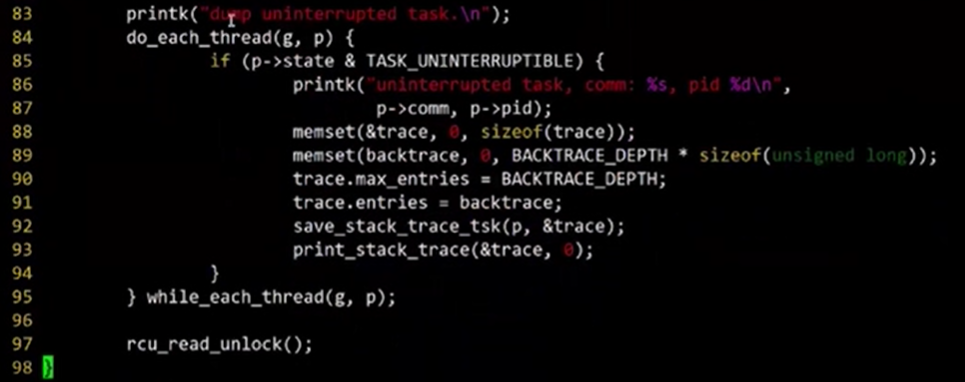 83 printk("dump uninterrupted task.\n");
84 do_each_thread(g, p) {
85 if (p->state & TASK_UNINTERRUPTIBLE) {
86 printk("uninterrupted task, comm: %s, pid %d\n",
87 p->comm, p->pid);
88 memset(&trace, 0, sizeof(trace));
89 memset(backtrace, 0, BACKTRACE_DEPTH * sizeof(unsigned long));
90 trace.max_entries = BACKTRACE_DEPTH;
91 trace.entries = backtrace;
92 save_stack_trace_tsk(p, &trace);
93 print_stack_trace(&trace, 0);
94 }
95 } while_each_thread(g, p);
96
97 rcu_read_unlock();
98 }